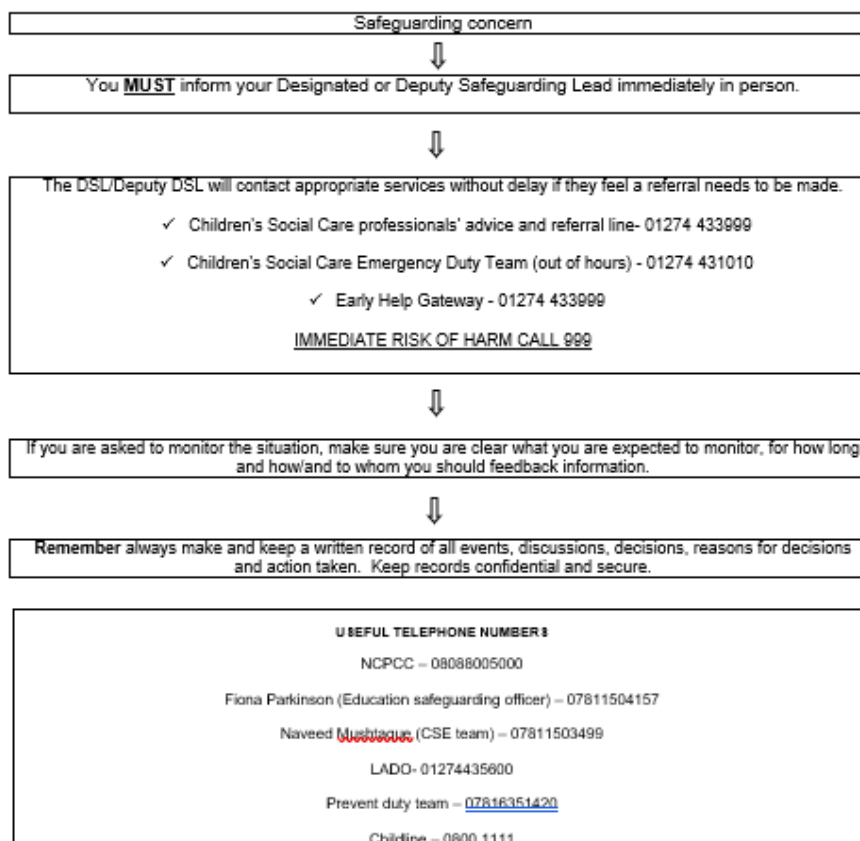 Safeguarding concern
You MUST inform your Designated or Deputy Safeguarding Lead immediately in person.
The DSL/Deputy DSL will contact appropriate services without delay if they feel a referral needs to be made.
✓ Children's Social Care professionals' advice and referral line- 01274 433999
✓ Children's Social Care Emergency Duty Team (out of hours) - 01274 431010
✓ Early Help Gateway - 01274 433999
IMMEDIATE RISK OF HARM CALL 999
If you are asked to monitor the situation, make sure you are clear what you are expected to monitor, for how long
and how/and to whom you should feedback information.
Remember always make and keep a written record of all events, discussions, decisions, reasons for decisions
and action taken. Keep records confidential and secure.
USEFUL TELEPHONE NUMBERS
NCPCC – 08088005000
Fiona Parkinson (Education safeguarding officer) – 07811504157
Naveed Mushtaque (CSE team) – 07811503499
LADO- 01274435600
Prevent duty team – 07816351420
Childline – 0800 1111